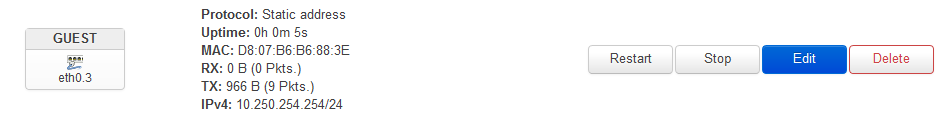 GUEST
eth0.3
Protocol: Static address
Uptime: 0h 0m 5s
MAC: D8:07:B6:B6:88:3E
RX: 0 B (0 Pkts.)
TX: 966 B (9 Pkts.)
IPv4: 10.250.254.254/24
Restart Stop Edit Delete